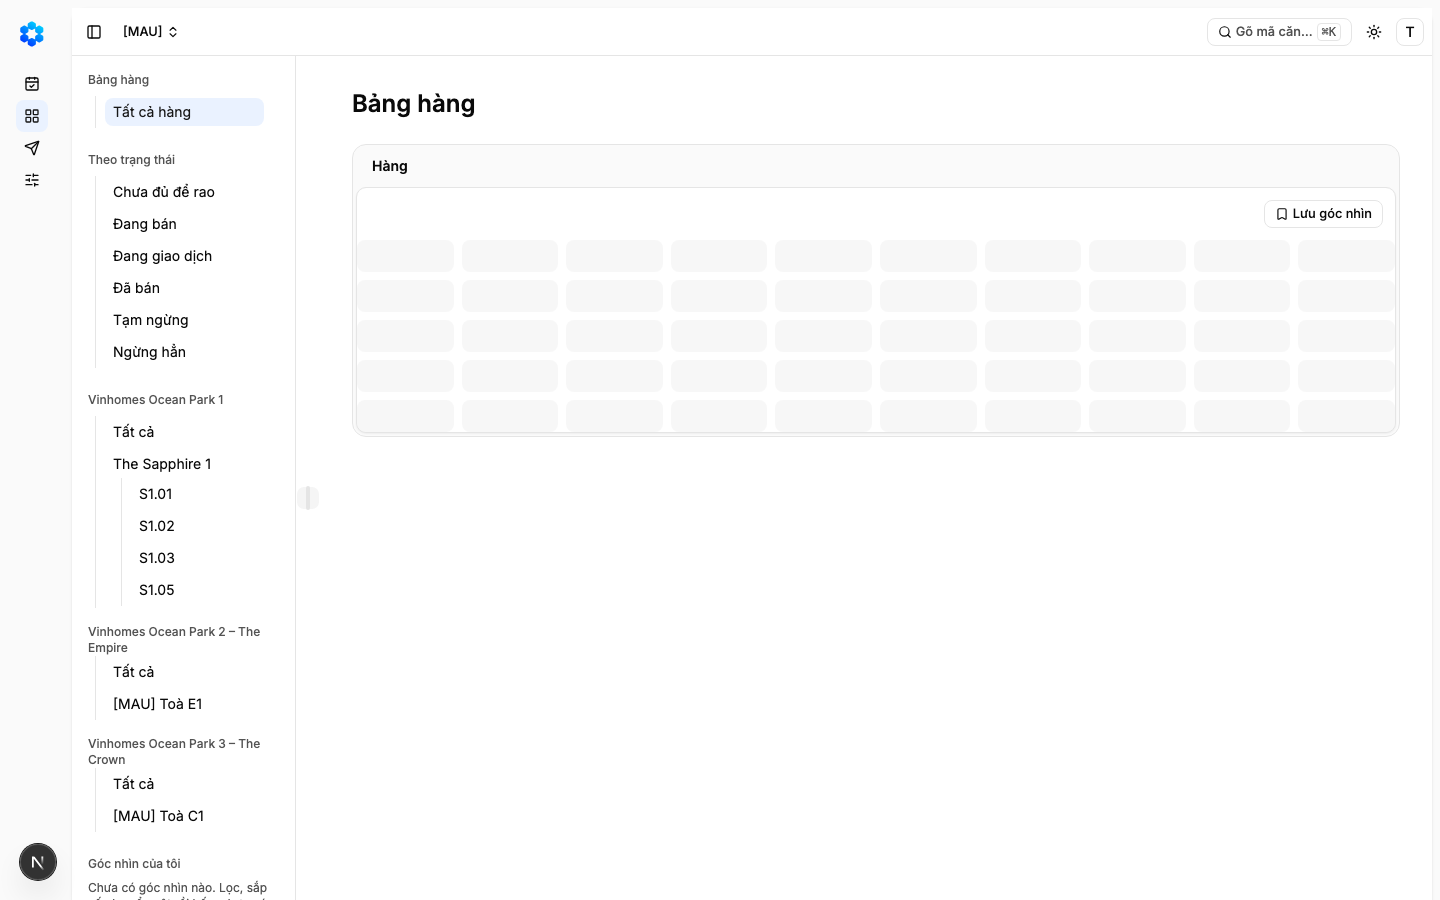 [MAU]
Gõ mã căn...
⌘K
T
Bảng hàng
Tất cả hàng
Theo trạng thái
Chưa đủ để rao
Đang bán
Đang giao dịch
Đã bán
Tạm ngừng
Ngừng hẳn
Vinhomes Ocean Park 1
Tất cả
The Sapphire 1
S1.01
S1.02
S1.03
S1.05
Vinhomes Ocean Park 2 – The
Empire
Tất cả
[MAU] Toà E1
Vinhomes Ocean Park 3 – The
Crown
Tất cả
[MAU] Toà C1
Góc nhìn của tôi
Chưa có góc nhìn nào. Lọc, sắp
N
Bảng hàng
Hàng
Lưu góc nhìn